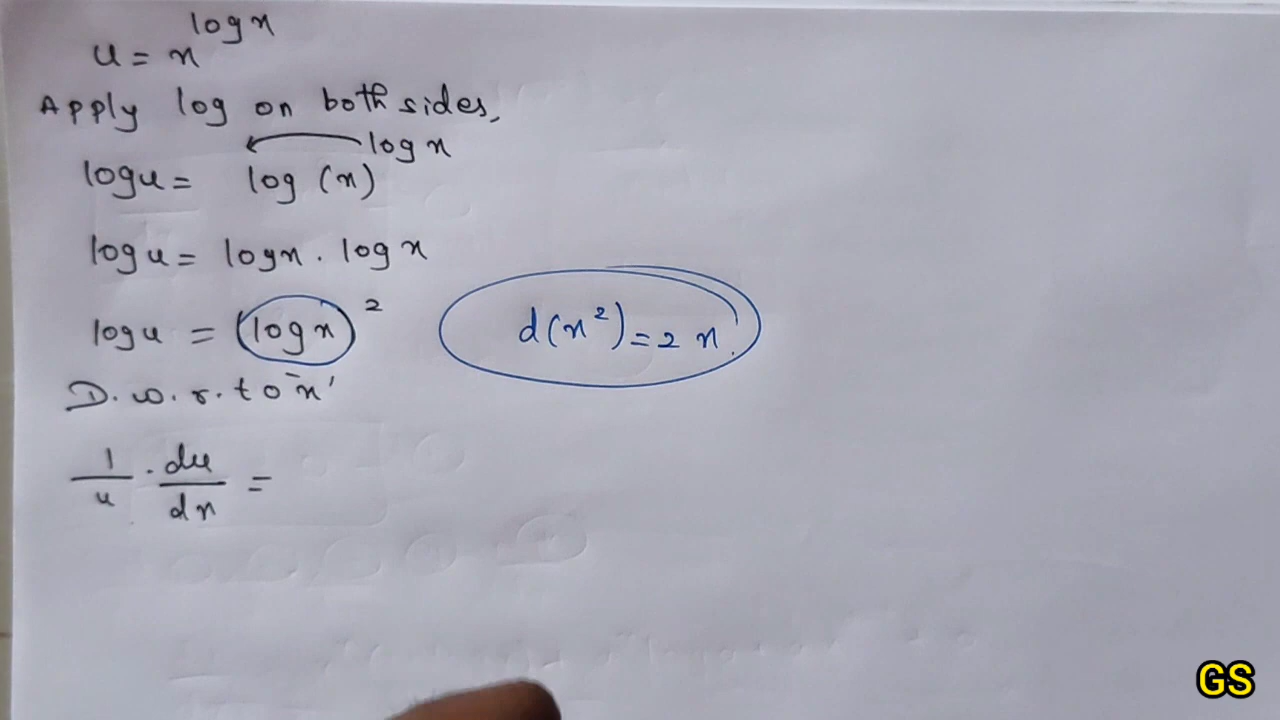 u = x^log x
Apply log on both sides,
log u = log (x)^log x
log u = log x . log x
log u = (log x)^2
d(x^2) = 2 x
D. w. r. to 'x'
1/u . du/dx =
GS